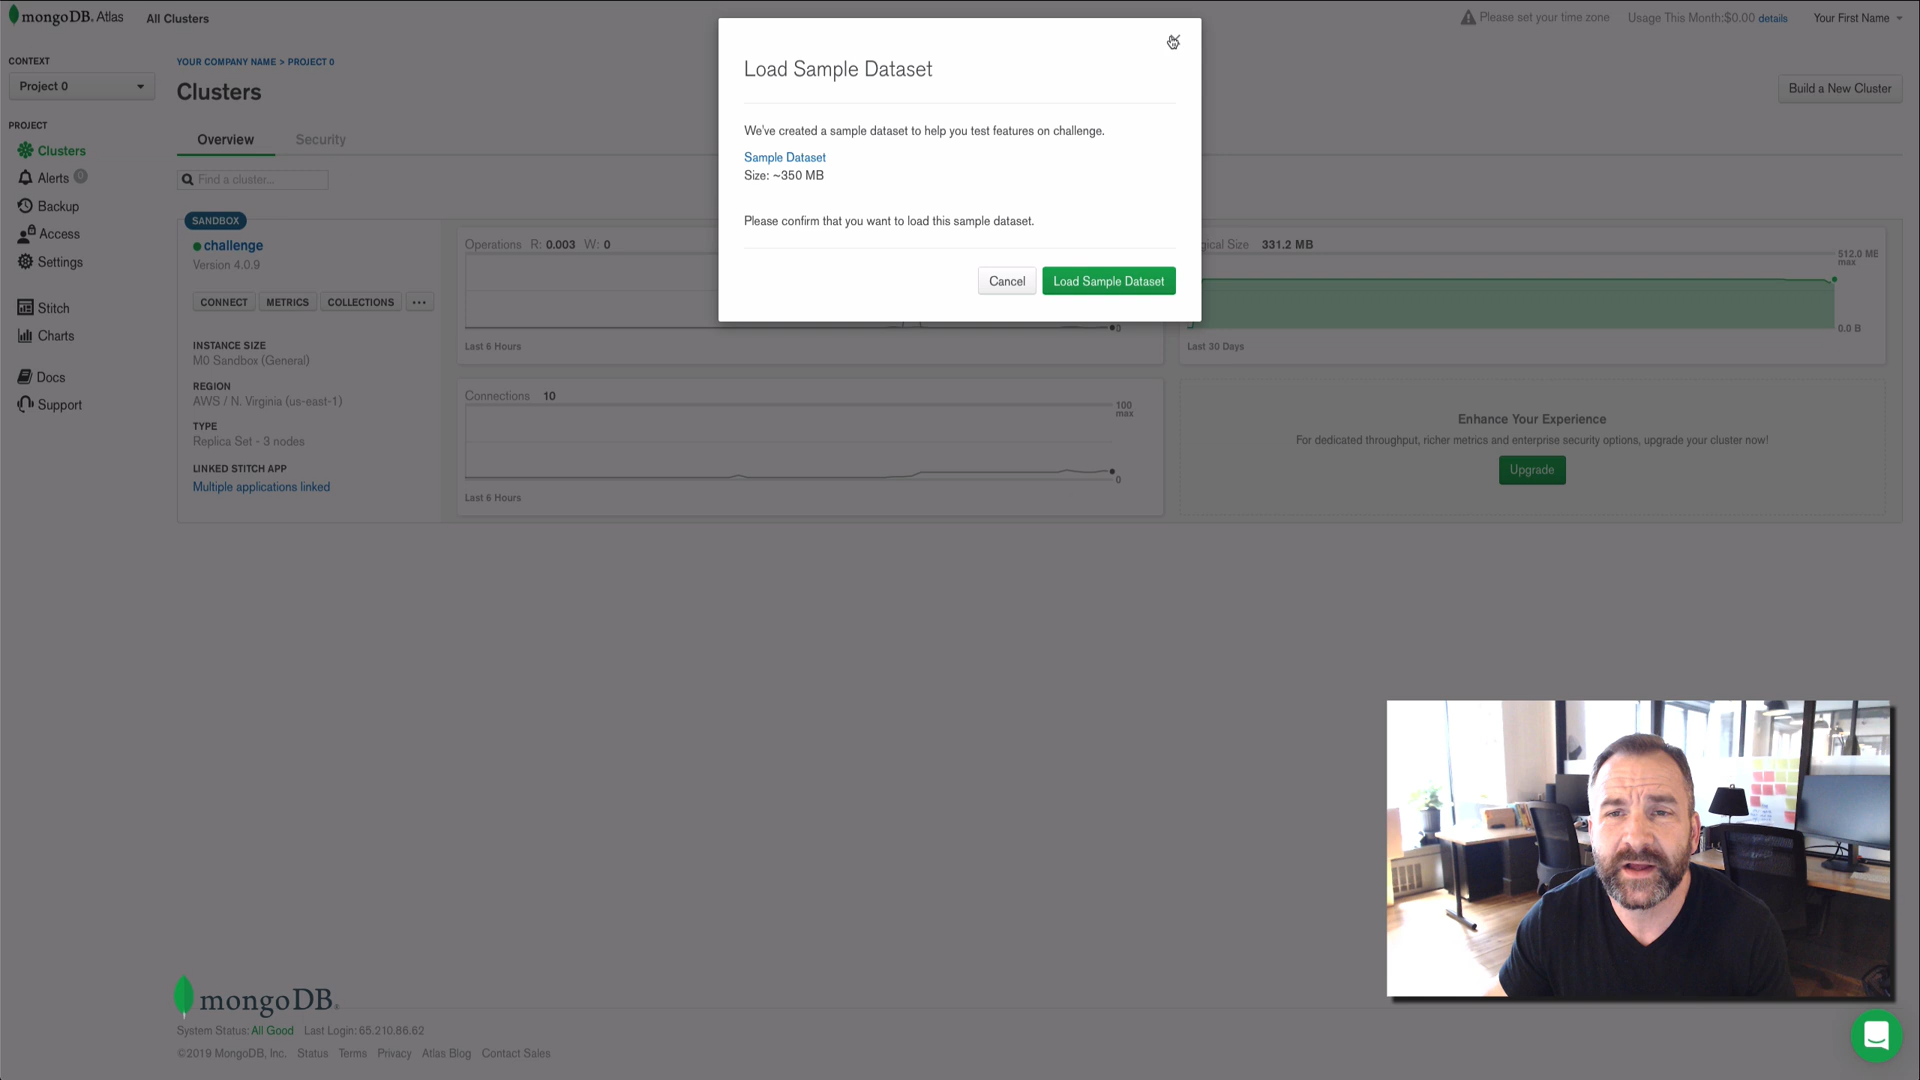 mongoDB. Atlas
All Clusters
Please set your time zone
Usage This Month:$0.00 details
Your First Name
CONTEXT
Project 0
PROJECT
Clusters
Alerts 0
Backup
Access
Settings
Stitch
Charts
Docs
Support
YOUR COMPANY NAME > PROJECT 0
Clusters
Build a New Cluster
Overview
Security
Find a cluster...
SANDBOX
challenge
Version 4.0.9
CONNECT
METRICS
COLLECTIONS
...
INSTANCE SIZE
M0 Sandbox (General)
REGION
AWS / N. Virginia (us-east-1)
TYPE
Replica Set - 3 nodes
LINKED STITCH APP
Multiple applications linked
Operations R: 0.003 W: 0
0
Last 6 Hours
Load Sample Dataset
We've created a sample dataset to help you test features on challenge.
Sample Dataset
Size: ~350 MB
Please confirm that you want to load this sample dataset.
Cancel
Load Sample Dataset
Size 331.2 MB
512.0 MB
max
0.0 B
Last 30 Days
Connections 10
100
max
0
Last 6 Hours
Enhance Your Experience
For dedicated throughput, richer metrics and enterprise security options, upgrade your cluster now!
Upgrade
mongoDB.
System Status: All Good Last Login: 65.210.86.62
©2019 MongoDB, Inc. Status Terms Privacy Atlas Blog Contact Sales